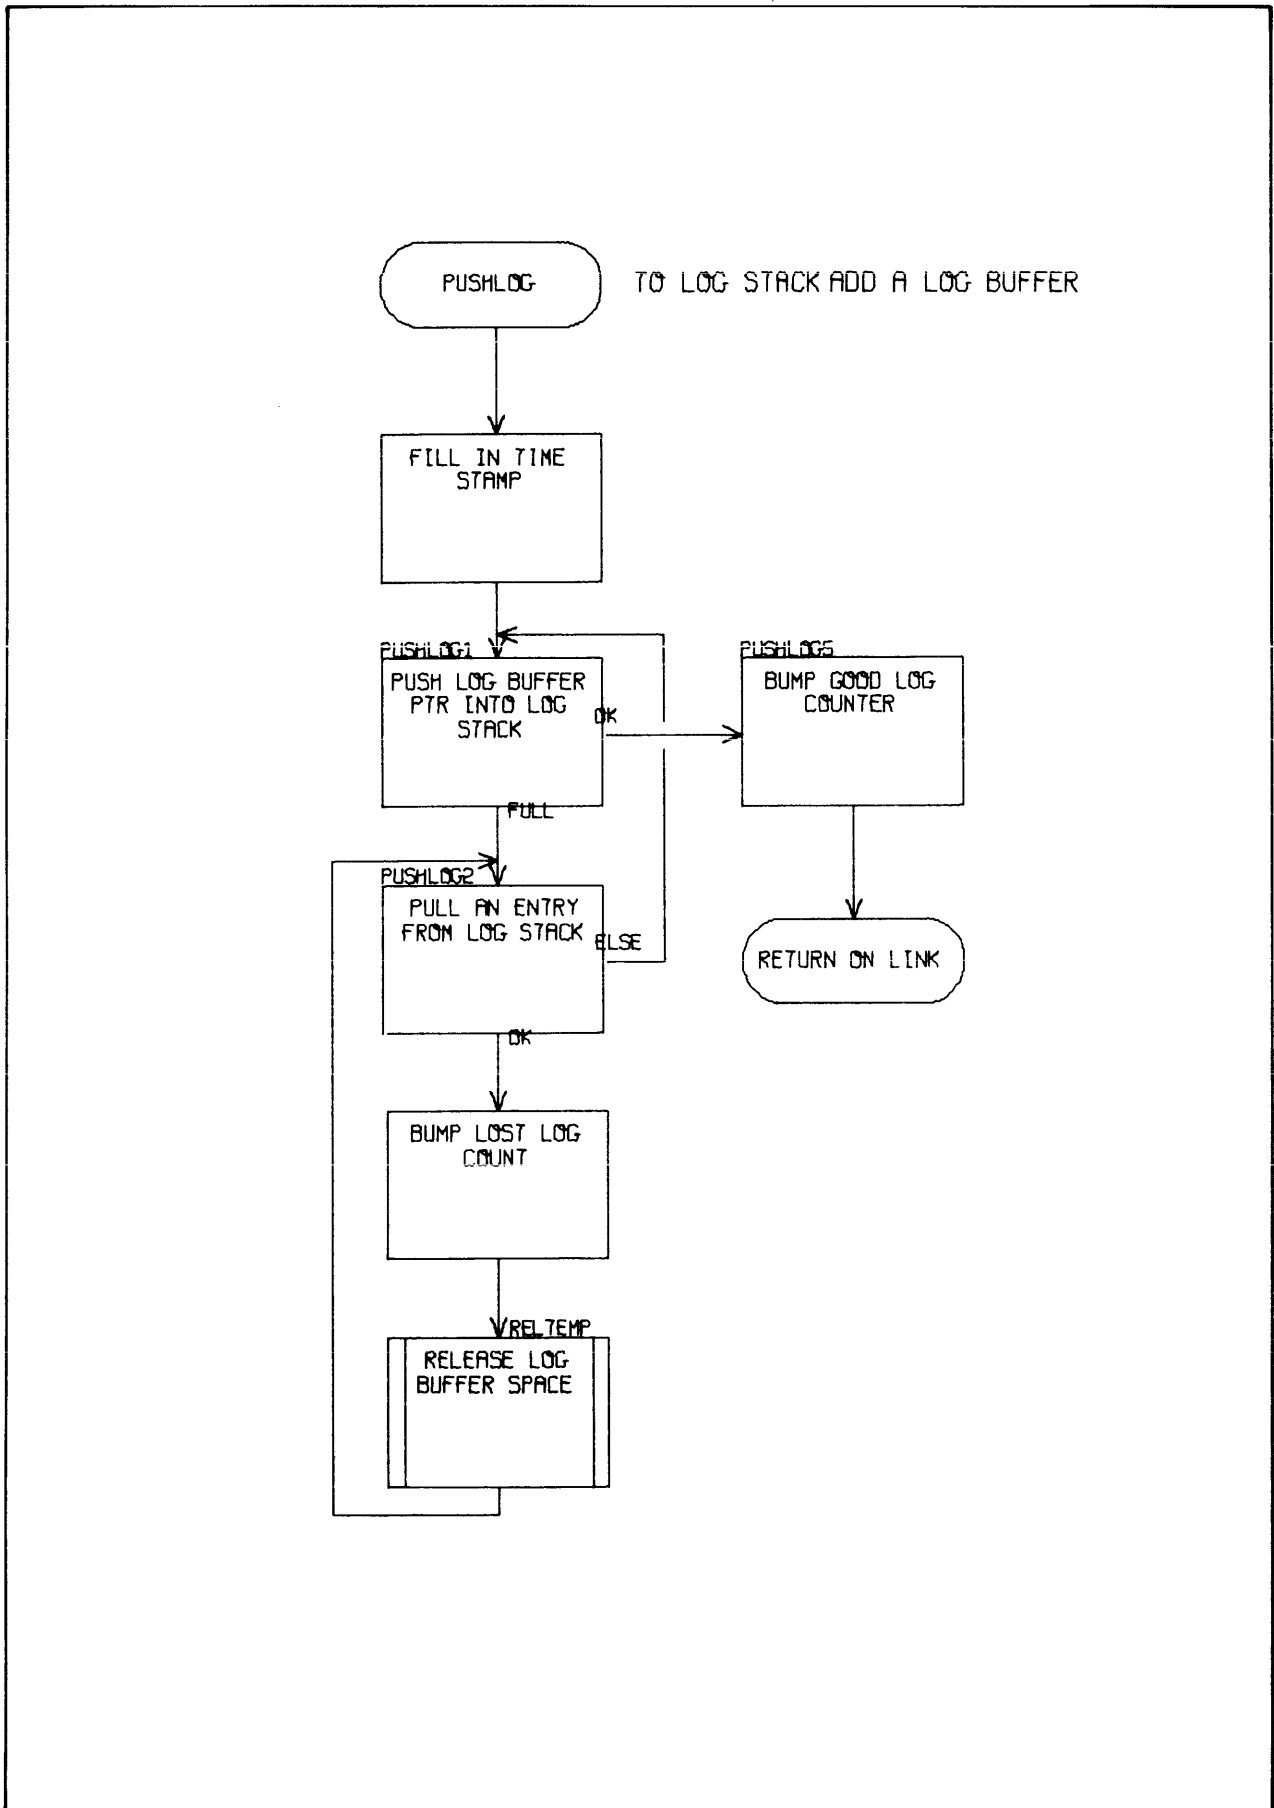 PUSHLOG
TO LOG STACK ADD A LOG BUFFER
FILL IN TIME
STAMP
PUSHLOG1
PUSH LOG BUFFER
PTR INTO LOG
STACK
OK
FULL
PUSHLOG5
BUMP GOOD LOG
COUNTER
PUSHLOG2
PULL AN ENTRY
FROM LOG STACK
ELSE
OK
RETURN ON LINK
BUMP LOST LOG
COUNT
RELTEMP
RELEASE LOG
BUFFER SPACE